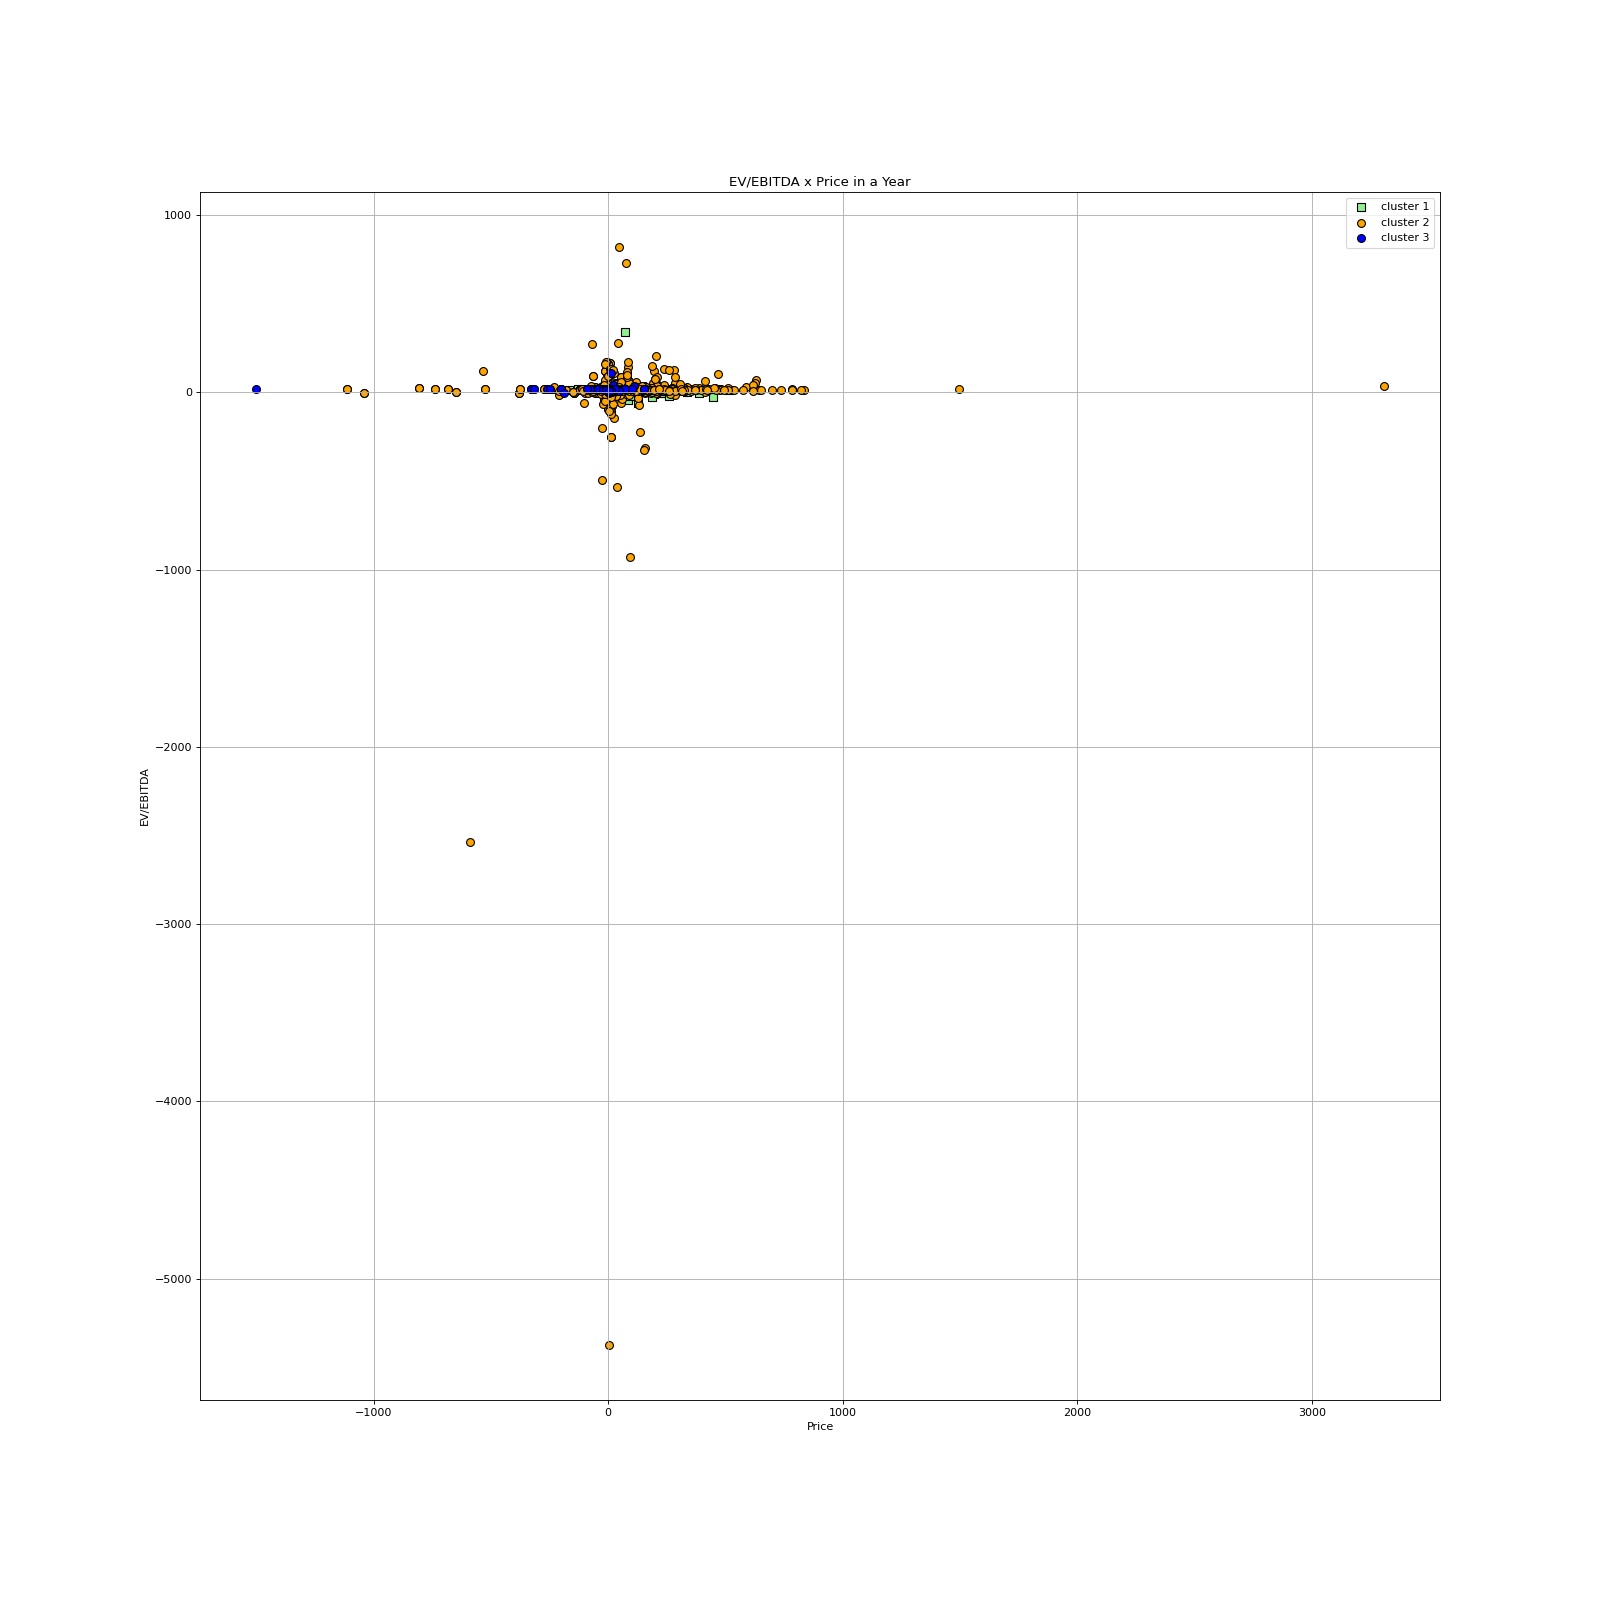 EV/EBITDA x Price in a Year
cluster 1
cluster 2
cluster 3
1000
0
−1000
−2000
−3000
−4000
−5000
EV/EBITDA
−1000
0
1000
2000
3000
Price